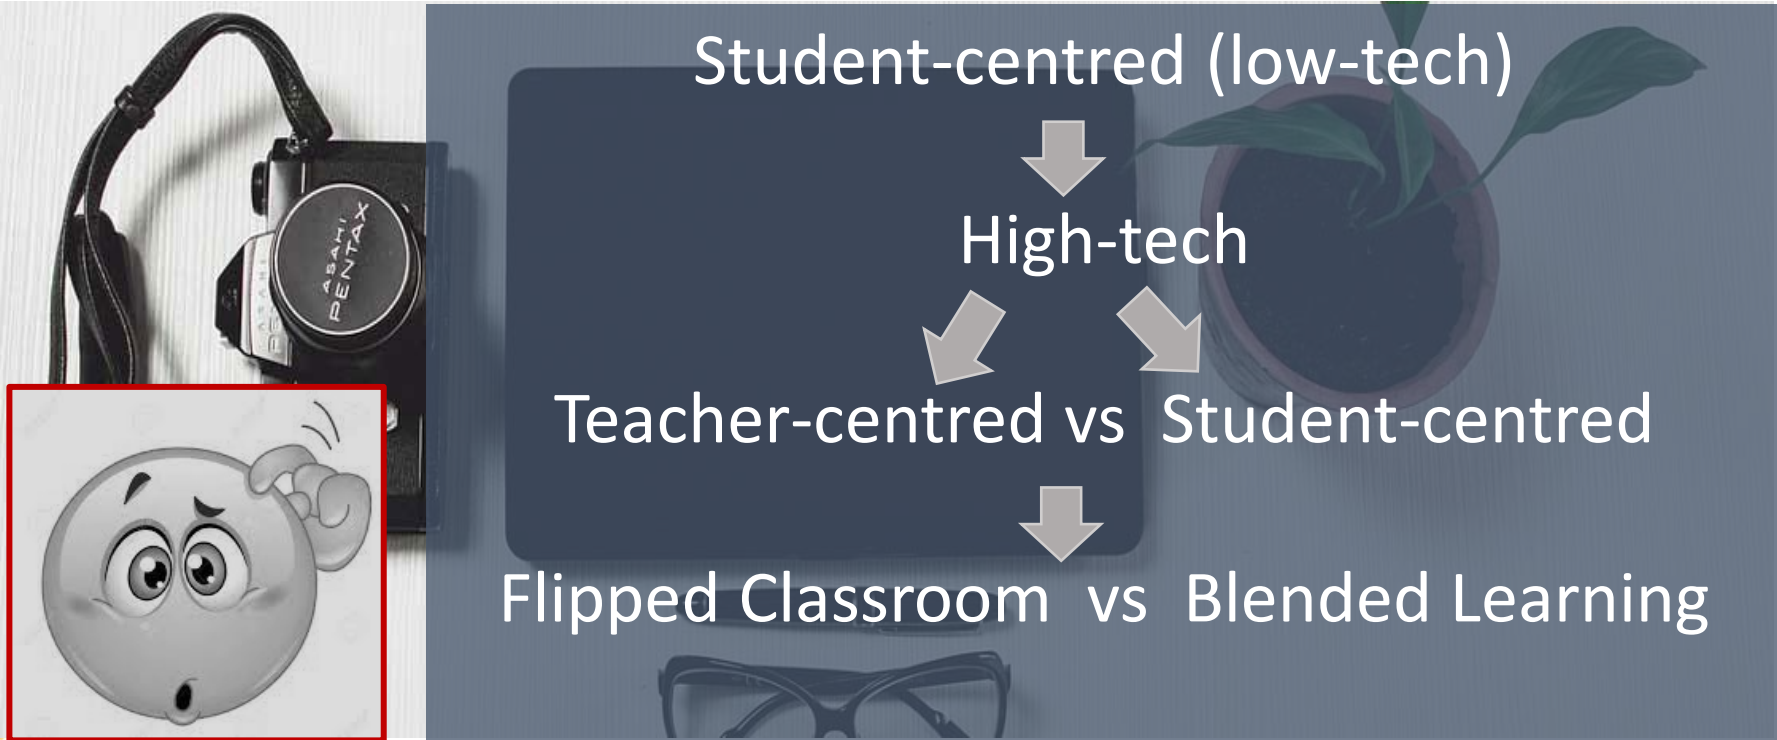 Student-centred (low-tech)
High-tech
Teacher-centred vs Student-centred
Flipped Classroom vs Blended Learning
ASAHI
PENTAX